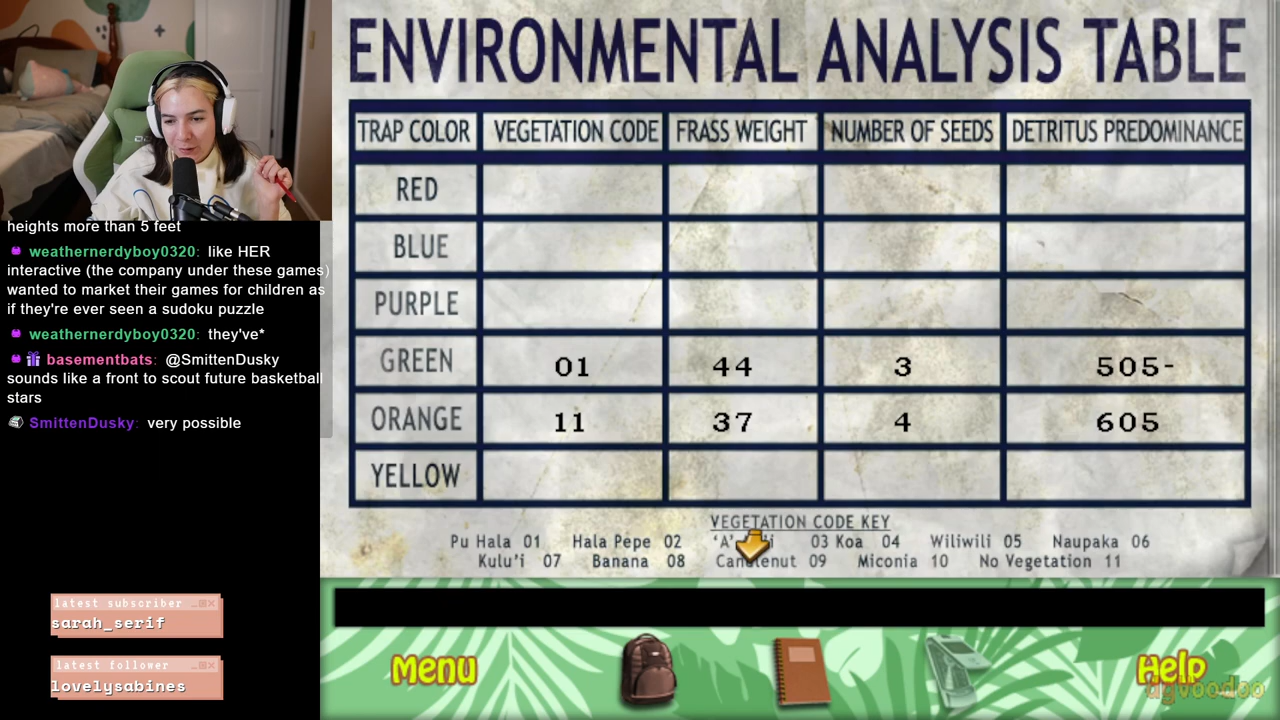 heights more than 5 feet
weathernerdyboy0320: like HER
interactive (the company under these games)
wanted to market their games for children as
if they're ever seen a sudoku puzzle
weathernerdyboy0320: they've*
basementbats: @SmittenDusky
sounds like a front to scout future basketball
stars
SmittenDusky: very possible
latest subscriber
sarah_serif
latest follower
lovelysabines
ENVIRONMENTAL ANALYSIS TABLE
TRAP COLOR VEGETATION CODE FRASS WEIGHT NUMBER OF SEEDS DETRITUS PREDOMINANCE
RED
BLUE
PURPLE
GREEN 01 44 3 505-
ORANGE 11 37 4 605
YELLOW
VEGETATION CODE KEY
Pu Hala 01 Hala Pepe 02 03 Koa 04 Wiliwili 05 Naupaka 06
Kulu'i 07 Banana 08 Candlenut 09 Miconia 10 No Vegetation 11
Menu
Help
dgVoodoo